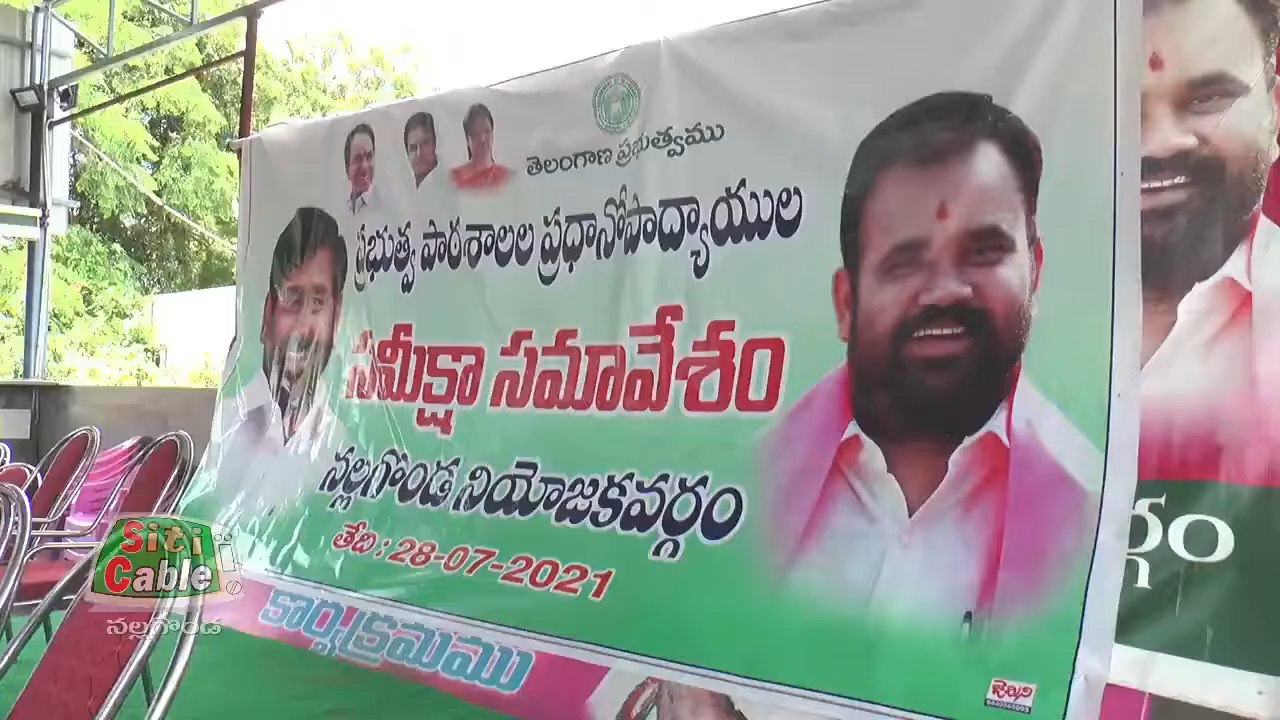 తెలంగాణ ప్రభుత్వము
ప్రభుత్వ పాఠశాలల ప్రధానోపాధ్యాయుల
సమీక్షా సమావేశం
నల్లగొండ నియోజకవర్గం
తేది : 28-07-2021
కార్యక్రమము
ర్గం
Siti
Cable
నల్లగొండ